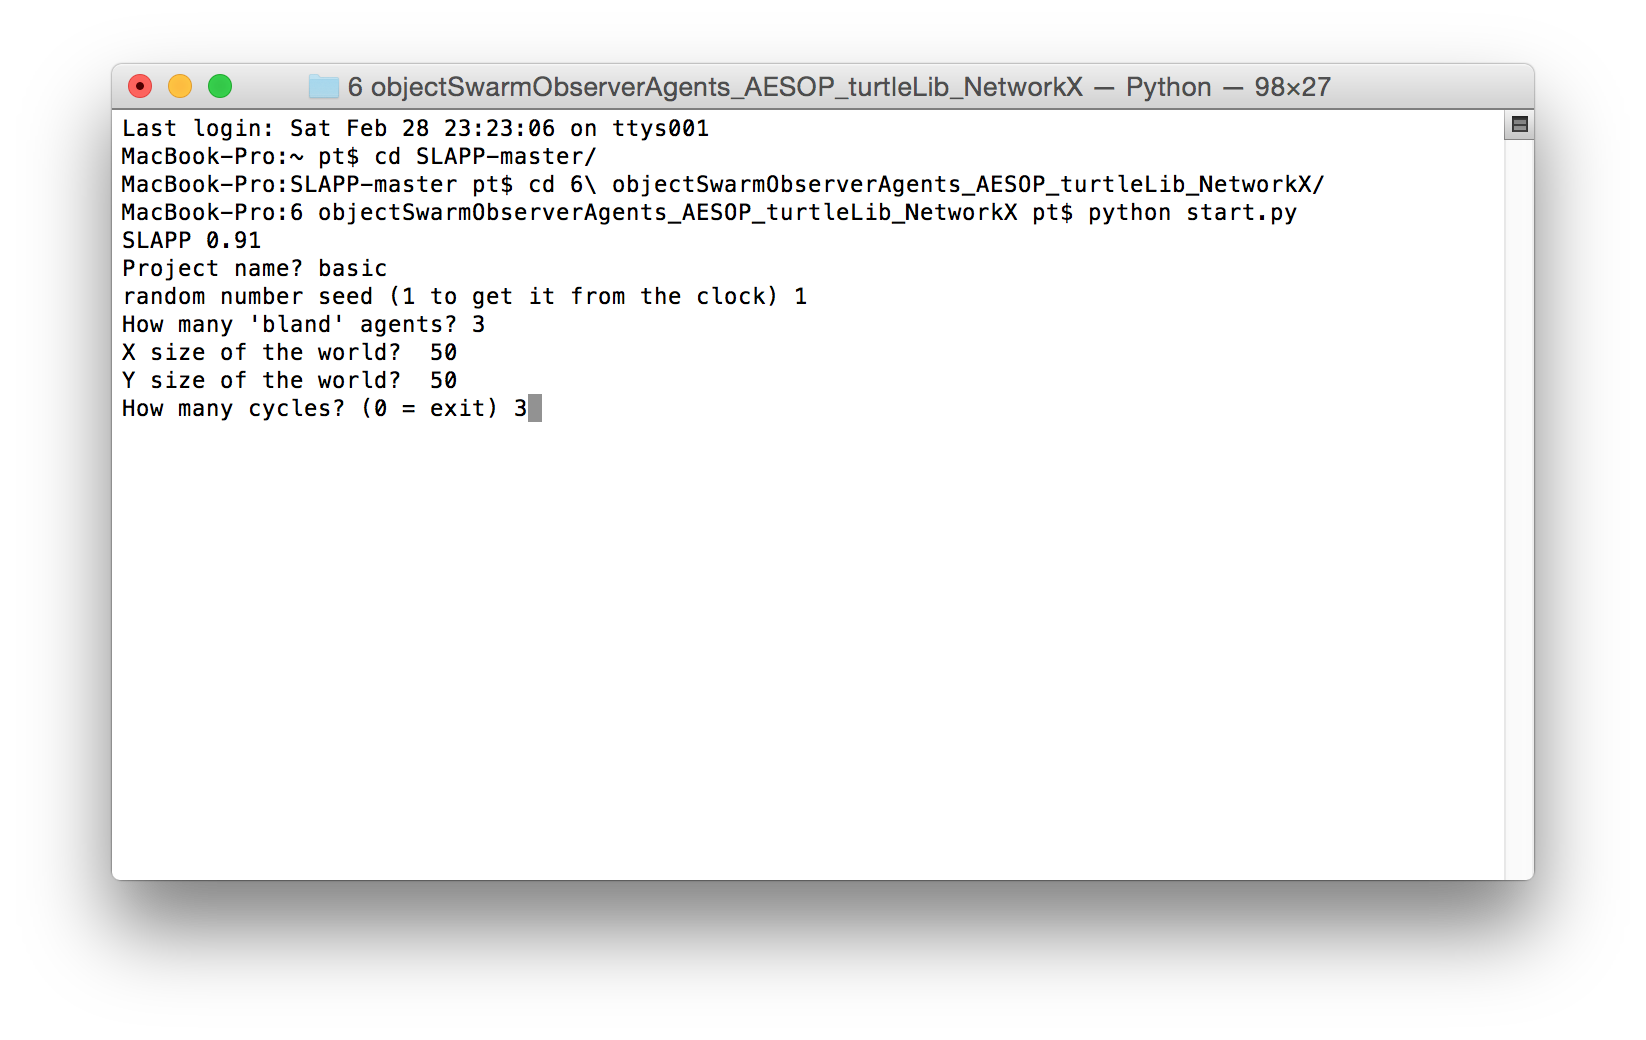 6 objectSwarmObserverAgents_AESOP_turtleLib_NetworkX — Python — 98×27
Last login: Sat Feb 28 23:23:06 on ttys001
MacBook-Pro:~ pt$ cd SLAPP-master/
MacBook-Pro:SLAPP-master pt$ cd 6\ objectSwarmObserverAgents_AESOP_turtleLib_NetworkX/
MacBook-Pro:6 objectSwarmObserverAgents_AESOP_turtleLib_NetworkX pt$ python start.py
SLAPP 0.91
Project name? basic
random number seed (1 to get it from the clock) 1
How many 'bland' agents? 3
X size of the world?  50
Y size of the world?  50
How many cycles? (0 = exit) 3